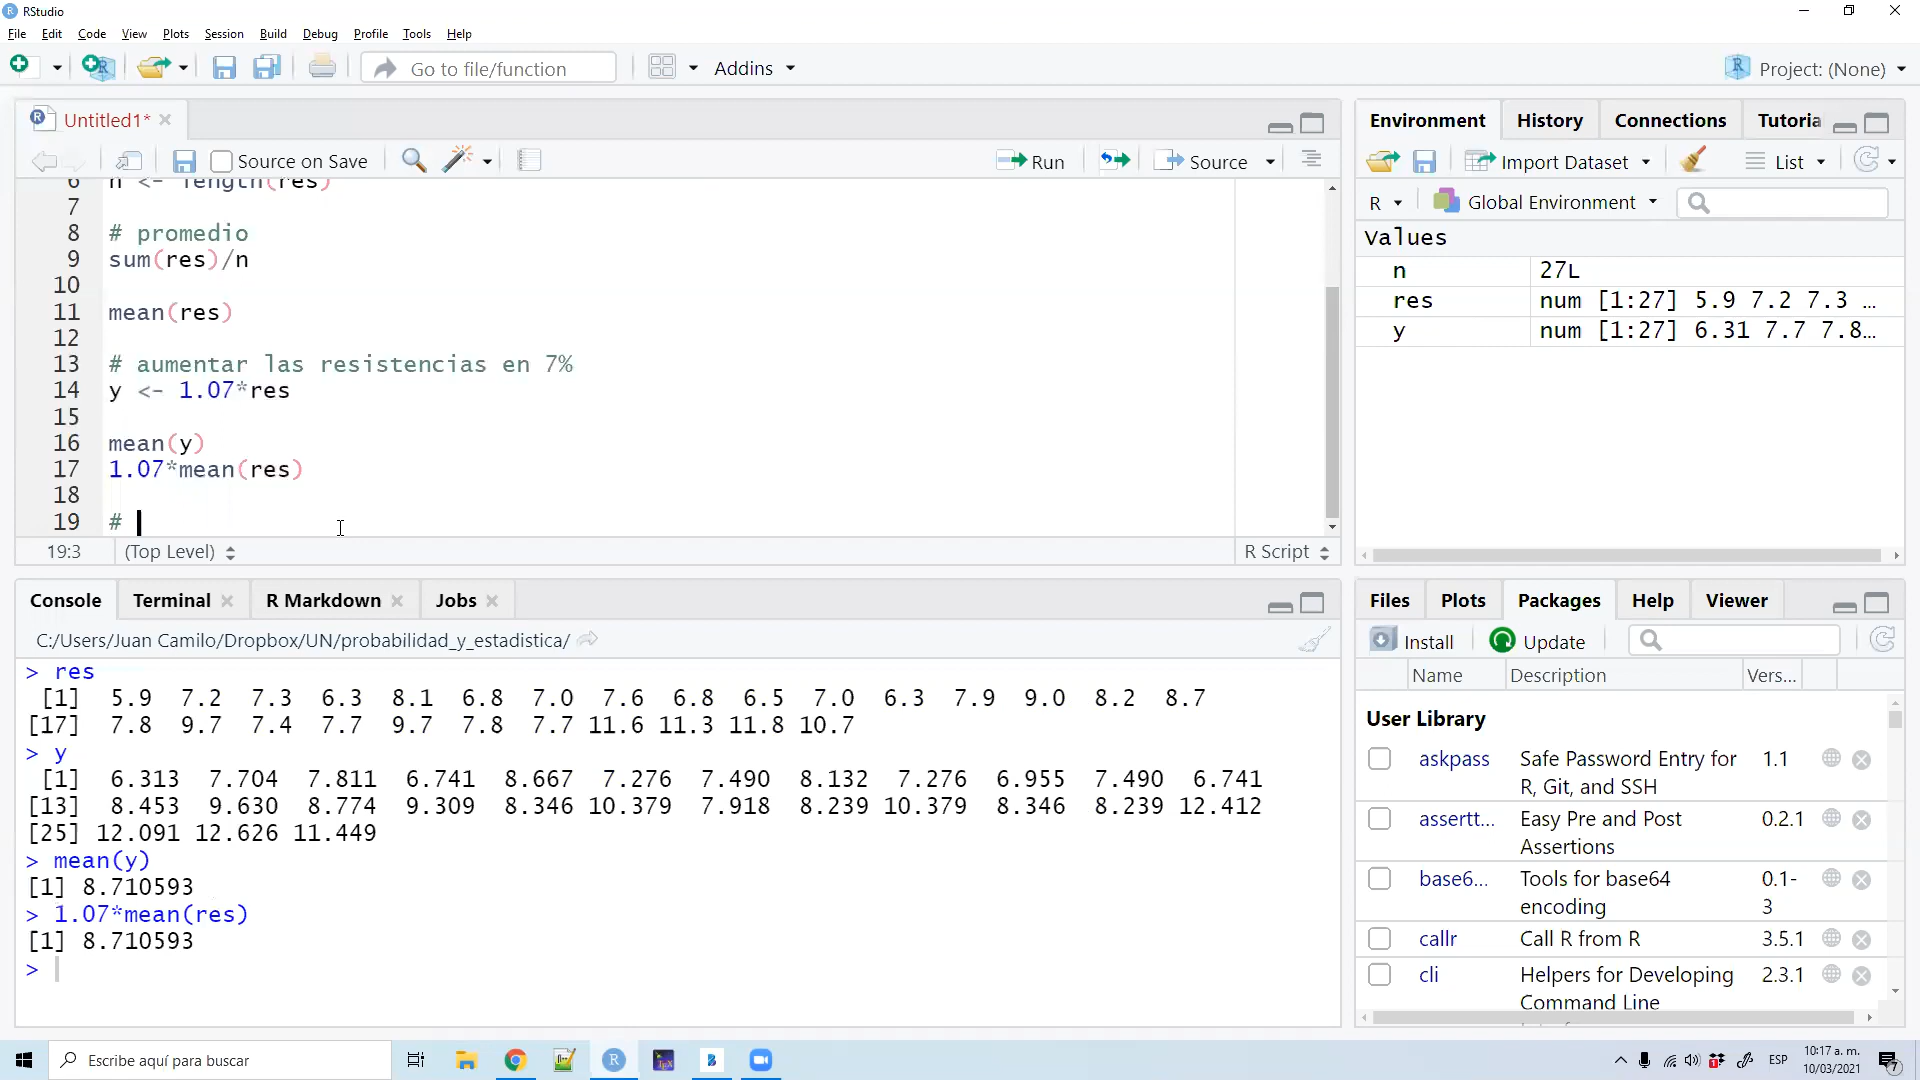 RStudio
File Edit Code View Plots Session Build Debug Profile Tools Help
Go to file/function Addins Project: (None)
Untitled1*
Source on Save Run Source
6 n <- length(res)
7
8 # promedio
9 sum(res)/n
10
11 mean(res)
12
13 # aumentar las resistencias en 7%
14 y <- 1.07*res
15
16 mean(y)
17 1.07*mean(res)
18
19 #
19:3 (Top Level) R Script
Console Terminal R Markdown Jobs
C:/Users/Juan Camilo/Dropbox/UN/probabilidad_y_estadistica/
> res
[1] 5.9 7.2 7.3 6.3 8.1 6.8 7.0 7.6 6.8 6.5 7.0 6.3 7.9 9.0 8.2 8.7
[17] 7.8 9.7 7.4 7.7 9.7 7.8 7.7 11.6 11.3 11.8 10.7
> y
[1] 6.313 7.704 7.811 6.741 8.667 7.276 7.490 8.132 7.276 6.955 7.490 6.741
[13] 8.453 9.630 8.774 9.309 8.346 10.379 7.918 8.239 10.379 8.346 8.239 12.412
[25] 12.091 12.626 11.449
> mean(y)
[1] 8.710593
> 1.07*mean(res)
[1] 8.710593
>
Environment History Connections Tutoria
Import Dataset List
R Global Environment
Values
n 27L
res num [1:27] 5.9 7.2 7.3 ...
y num [1:27] 6.31 7.7 7.8...
Files Plots Packages Help Viewer
Install Update
Name Description Vers...
User Library
askpass Safe Password Entry for 1.1
R, Git, and SSH
assertt... Easy Pre and Post 0.2.1
Assertions
base6... Tools for base64 0.1-
encoding 3
callr Call R from R 3.5.1
cli Helpers for Developing 2.3.1
Command Line
Escribe aquí para buscar
ESP
10:17 a. m.
10/03/2021
7